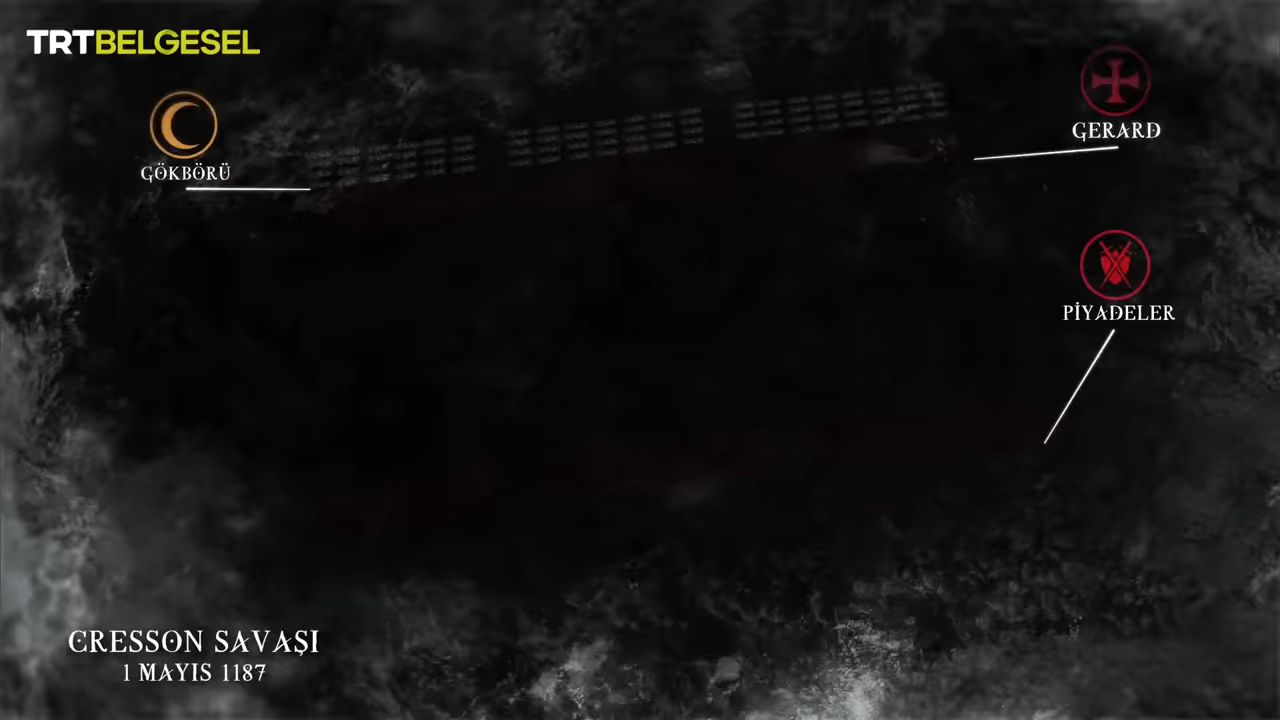 TRTBELGESEL
GÖKBÖRÜ
GERARD
PİYADELER
CRESSON SAVAŞI
1 MAYIS 1187